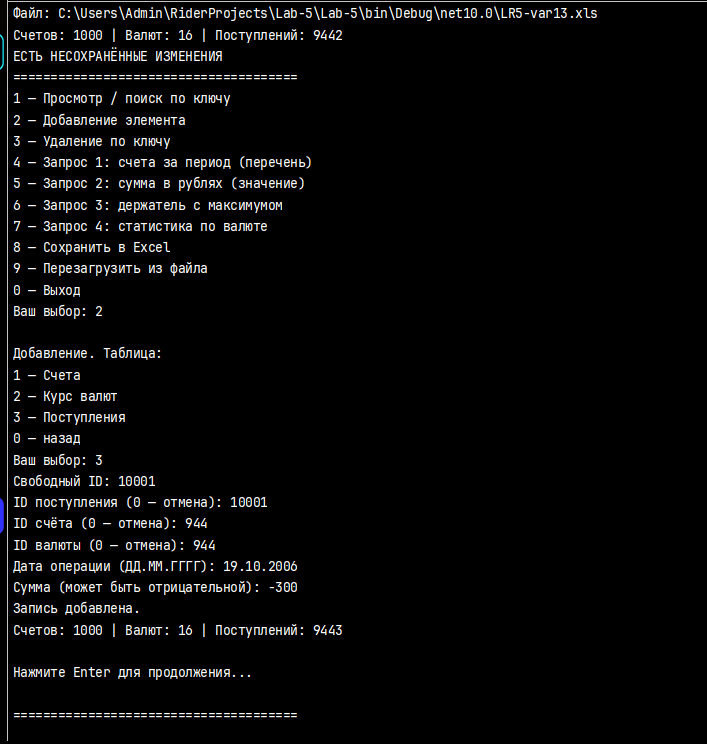 Файл: C:\Users\Admin\RiderProjects\Lab-5\Lab-5\bin\Debug\net10.0\LR5-var13.xls
Счетов: 1000 | Валют: 16 | Поступлений: 9442
ЕСТЬ НЕСОХРАНЁННЫЕ ИЗМЕНЕНИЯ
======================================
1 — Просмотр / поиск по ключу
2 — Добавление элемента
3 — Удаление по ключу
4 — Запрос 1: счета за период (перечень)
5 — Запрос 2: сумма в рублях (значение)
6 — Запрос 3: держатель с максимумом
7 — Запрос 4: статистика по валюте
8 — Сохранить в Excel
9 — Перезагрузить из файла
0 — Выход
Ваш выбор: 2
Добавление. Таблица:
1 — Счета
2 — Курс валют
3 — Поступления
0 — назад
Ваш выбор: 3
Свободный ID: 10001
ID поступления (0 — отмена): 10001
ID счёта (0 — отмена): 944
ID валюты (0 — отмена): 944
Дата операции (ДД.ММ.ГГГГ): 19.10.2006
Сумма (может быть отрицательной): -300
Запись добавлена.
Счетов: 1000 | Валют: 16 | Поступлений: 9443
Нажмите Enter для продолжения...
======================================